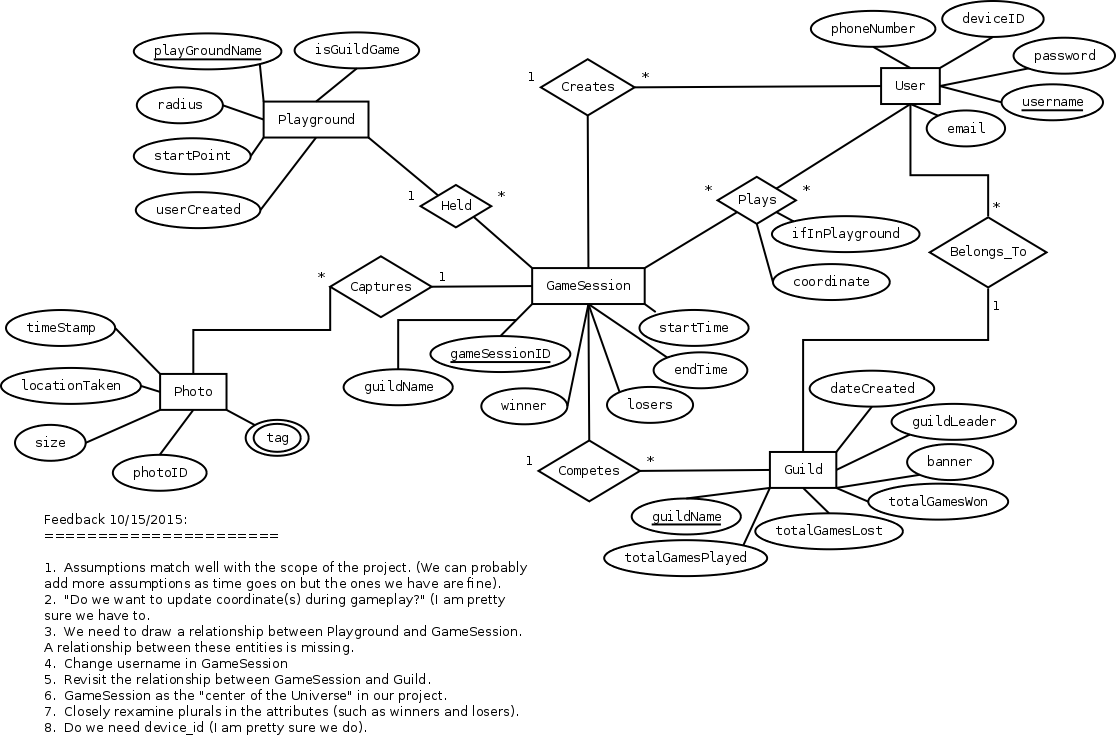 deviceID
phoneNumber
playGroundName
isGuildGame
password
1
*
Creates
User
radius
username
Playground
email
startPoint
1
*
*
*
Held
Plays
*
userCreated
ifInPlayground
Belongs_To
*
1
Captures
GameSession
coordinate
1
timeStamp
startTime
gameSessionID
endTime
locationTaken
guildName
Photo
dateCreated
winner
losers
guildLeader
size
tag
1
*
banner
photoID
Competes
Guild
totalGamesWon
guildName
Feedback 10/15/2015:
totalGamesLost
======================
totalGamesPlayed
1.  Assumptions match well with the scope of the project. (We can probably
add more assumptions as time goes on but the ones we have are fine).
2.  "Do we want to update coordinate(s) during gameplay?" (I am pretty
sure we have to.
3.  We need to draw a relationship between Playground and GameSession.
A relationship between these entities is missing.
4.  Change username in GameSession
5.  Revisit the relationship between GameSession and Guild.
6.  GameSession as the "center of the Universe" in our project.
7.  Closely rexamine plurals in the attributes (such as winners and losers).
8.  Do we need device_id (I am pretty sure we do).